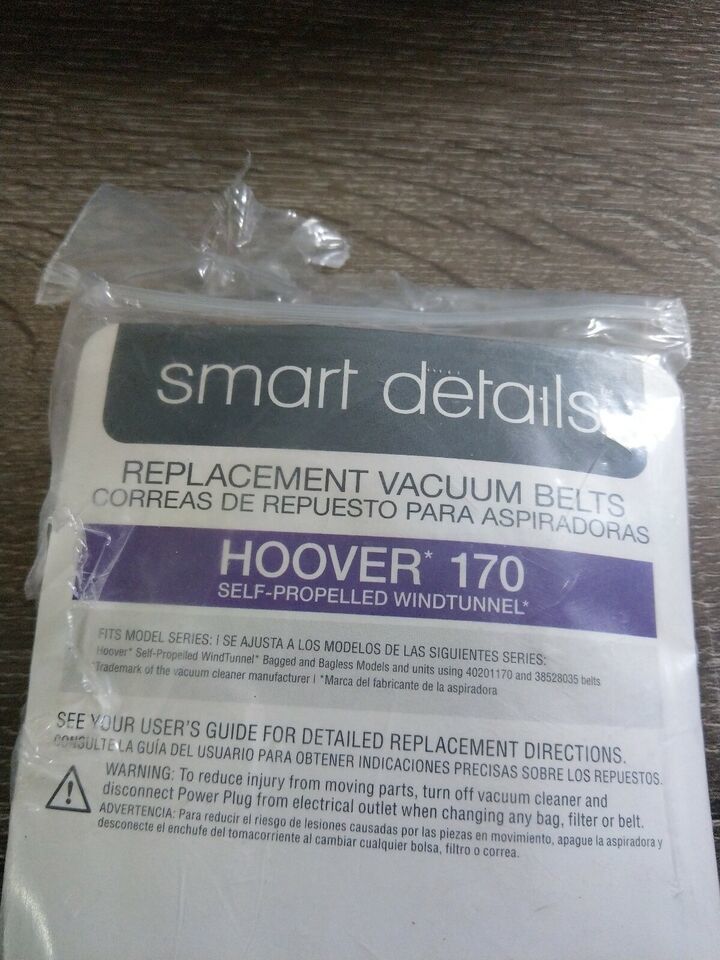 smart details
REPLACEMENT VACUUM BELTS
CORREAS DE REPUESTO PARA ASPIRADORAS
HOOVER* 170
SELF-PROPELLED WINDTUNNEL*
FITS MODEL SERIES: | SE AJUSTA A LOS MODELOS DE LAS SIGUIENTES SERIES:
Hoover* Self-Propelled WindTunnel* Bagged and Bagless Models and units using 40201170 and 38528035 belts
*Trademark of the vacuum cleaner manufacturer | *Marca del fabricante de la aspiradora
SEE YOUR USER'S GUIDE FOR DETAILED REPLACEMENT DIRECTIONS.
CONSULTE LA GUÍA DEL USUARIO PARA OBTENER INDICACIONES PRECISAS SOBRE LOS REPUESTOS.
WARNING: To reduce injury from moving parts, turn off vacuum cleaner and
disconnect Power Plug from electrical outlet when changing any bag, filter or belt.
ADVERTENCIA: Para reducir el riesgo de lesiones causadas por las piezas en movimiento, apague la aspiradora y
desconecte el enchufe del tomacorriente al cambiar cualquier bolsa, filtro o correa.